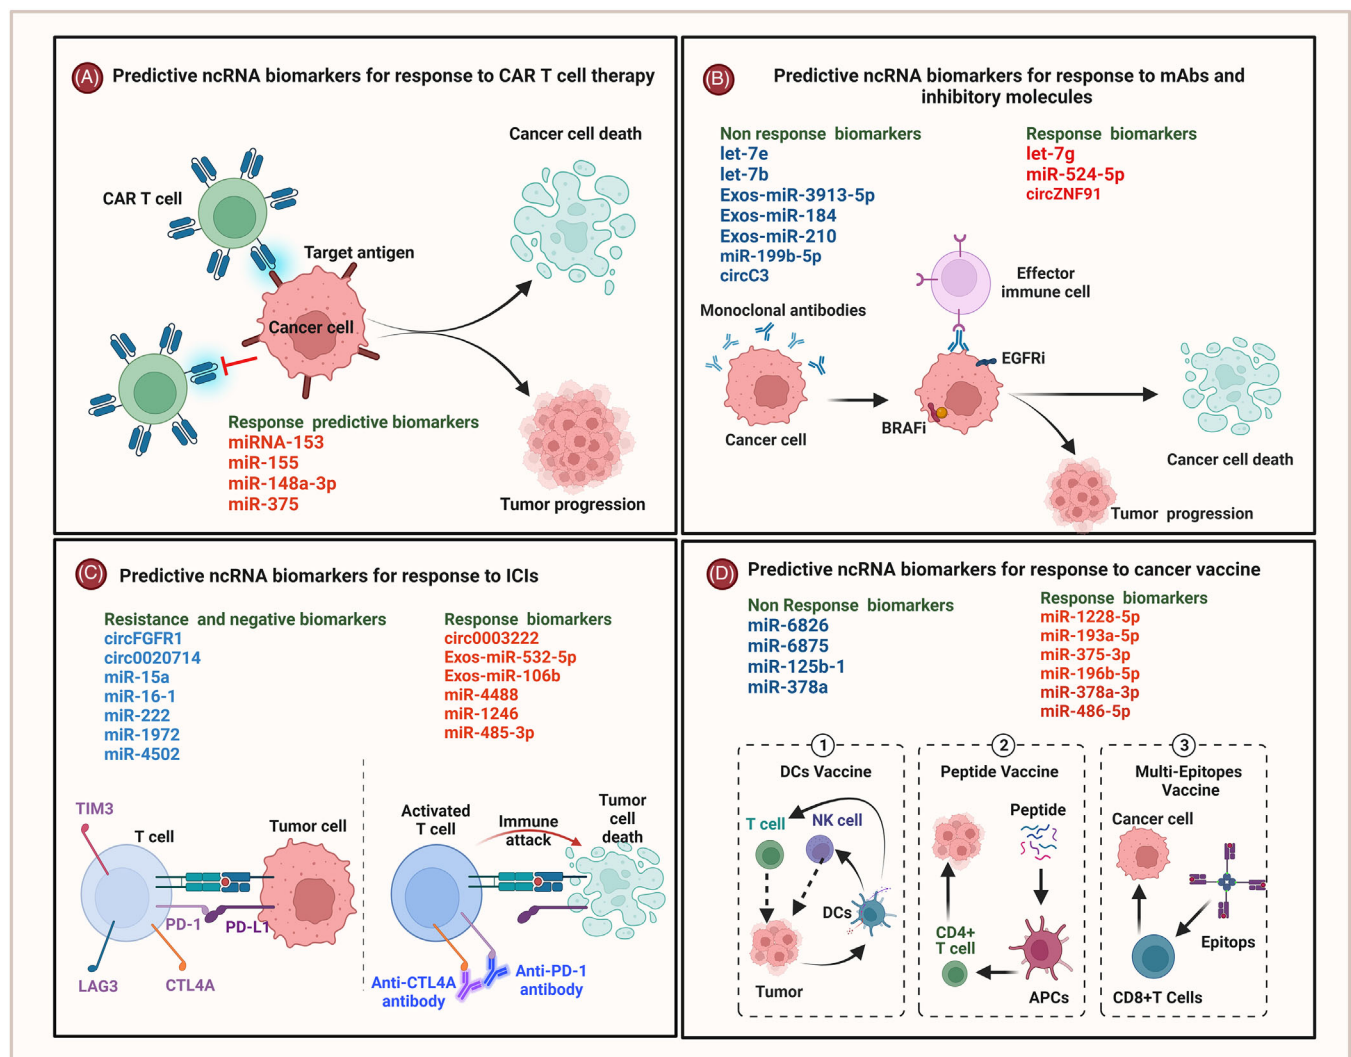 (A) Predictive ncRNA biomarkers for response to CAR T cell therapy
Cancer cell death
CAR T cell
Target antigen
Cancer cell
Response predictive biomarkers
miRNA-153
miR-155
miR-148a-3p
miR-375
Tumor progression
(B) Predictive ncRNA biomarkers for response to mAbs and
inhibitory molecules
Non response biomarkers
let-7e
let-7b
Exos-miR-3913-5p
Exos-miR-184
Exos-miR-210
miR-199b-5p
circC3
Response biomarkers
let-7g
miR-524-5p
circZNF91
Effector
immune cell
Monoclonal antibodies
EGFRi
BRAFi
Cancer cell
Cancer cell death
Tumor progression
(C) Predictive ncRNA biomarkers for response to ICIs
Resistance and negative biomarkers
circFGFR1
circ0020714
miR-15a
miR-16-1
miR-222
miR-1972
miR-4502
Response biomarkers
circ0003222
Exos-miR-532-5p
Exos-miR-106b
miR-4488
miR-1246
miR-485-3p
TIM3
T cell
Tumor cell
PD-1
PD-L1
LAG3
CTL4A
Activated
T cell
Immune
attack
Tumor
cell
death
Anti-CTL4A
antibody
Anti-PD-1
antibody
(D) Predictive ncRNA biomarkers for response to cancer vaccine
Non Response biomarkers
miR-6826
miR-6875
miR-125b-1
miR-378a
Response biomarkers
miR-1228-5p
miR-193a-5p
miR-375-3p
miR-196b-5p
miR-378a-3p
miR-486-5p
1
DCs Vaccine
T cell
NK cell
DCs
Tumor
2
Peptide Vaccine
Peptide
CD4+
T cell
APCs
3
Multi-Epitopes
Vaccine
Cancer cell
Epitops
CD8+T Cells